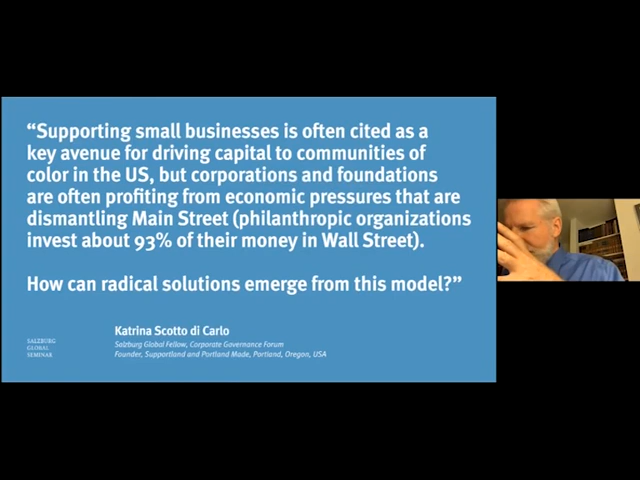 “Supporting small businesses is often cited as a
key avenue for driving capital to communities of
color in the US, but corporations and foundations
are often profiting from economic pressures that are
dismantling Main Street (philanthropic organizations
invest about 93% of their money in Wall Street).
How can radical solutions emerge from this model?”
Katrina Scotto di Carlo
Salzburg Global Fellow, Corporate Governance Forum
Founder, Supportland and Portland Made, Portland, Oregon, USA
SALZBURG
GLOBAL
SEMINAR